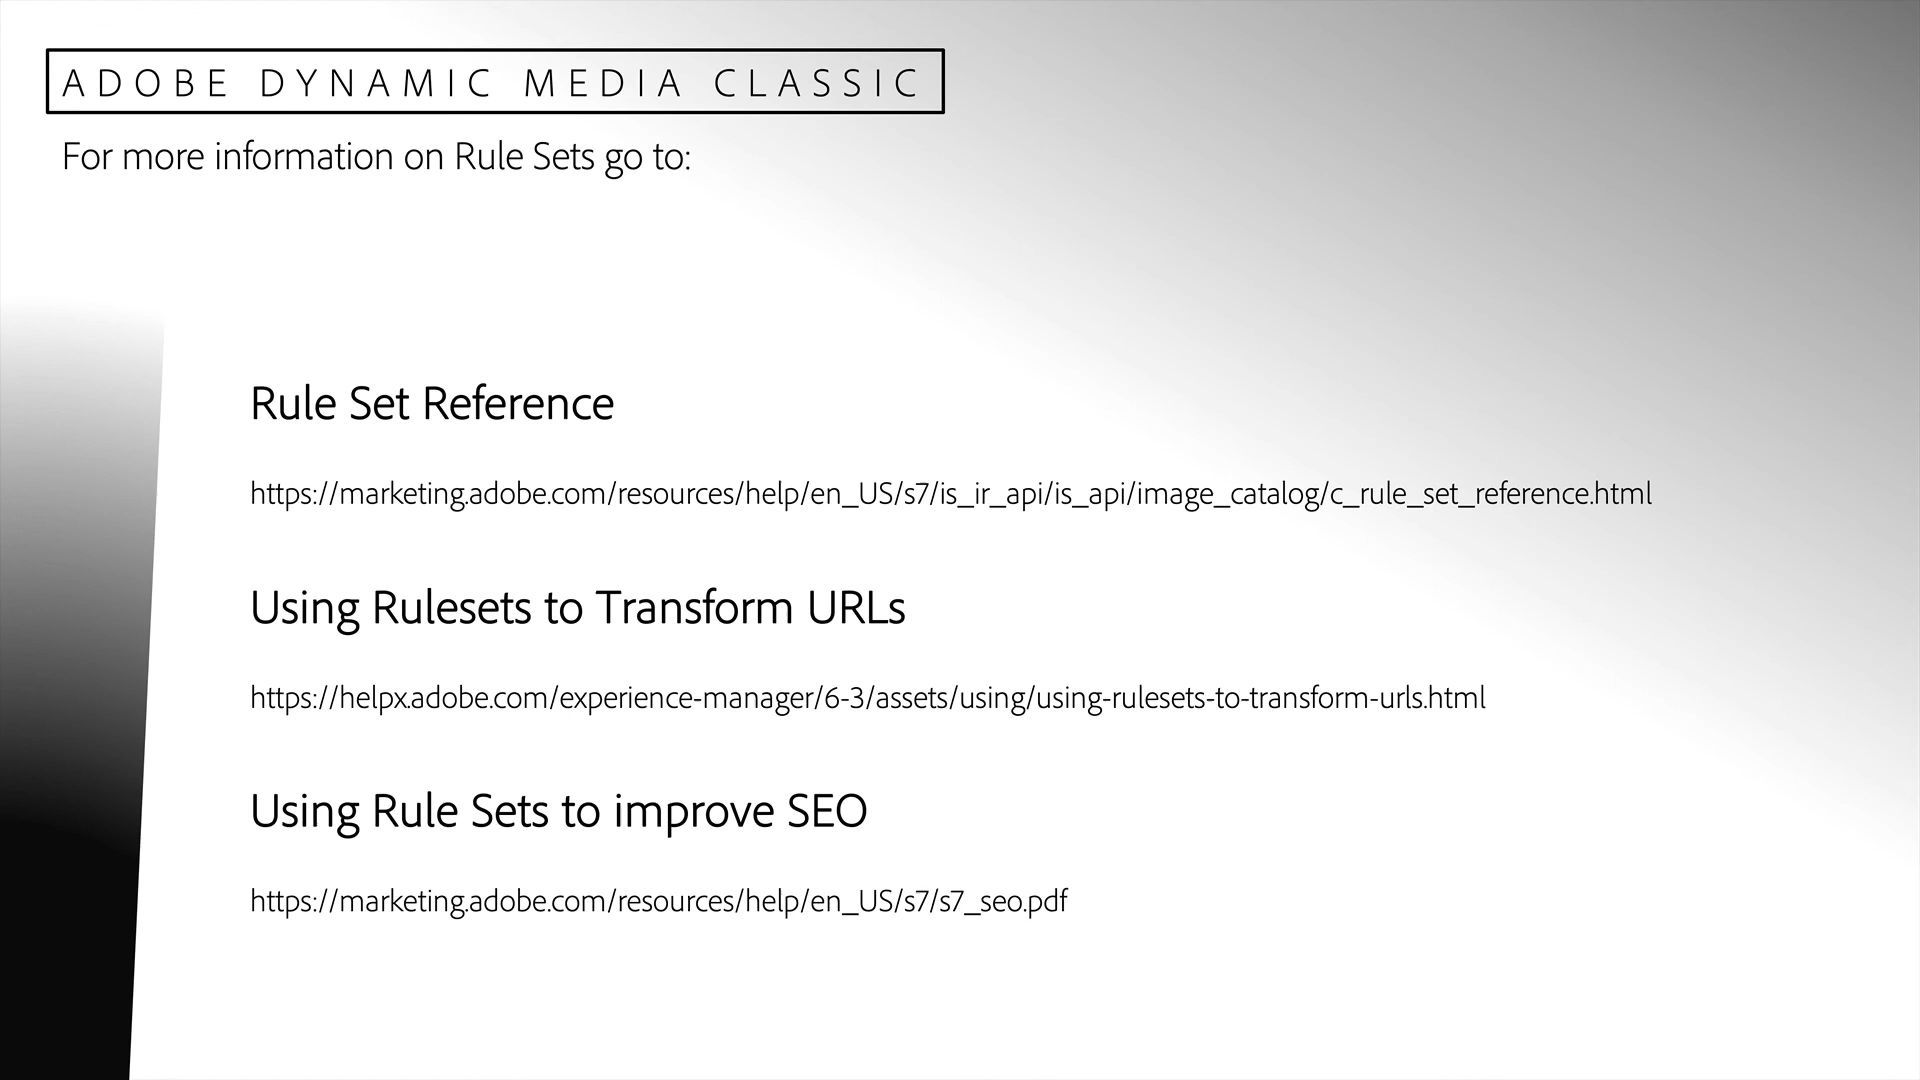 ADOBE DYNAMIC MEDIA CLASSIC
For more information on Rule Sets go to:
Rule Set Reference
https://marketing.adobe.com/resources/help/en_US/s7/is_ir_api/is_api/image_catalog/c_rule_set_reference.html
Using Rulesets to Transform URLs
https://helpx.adobe.com/experience-manager/6-3/assets/using/using-rulesets-to-transform-urls.html
Using Rule Sets to improve SEO
https://marketing.adobe.com/resources/help/en_US/s7/s7_seo.pdf